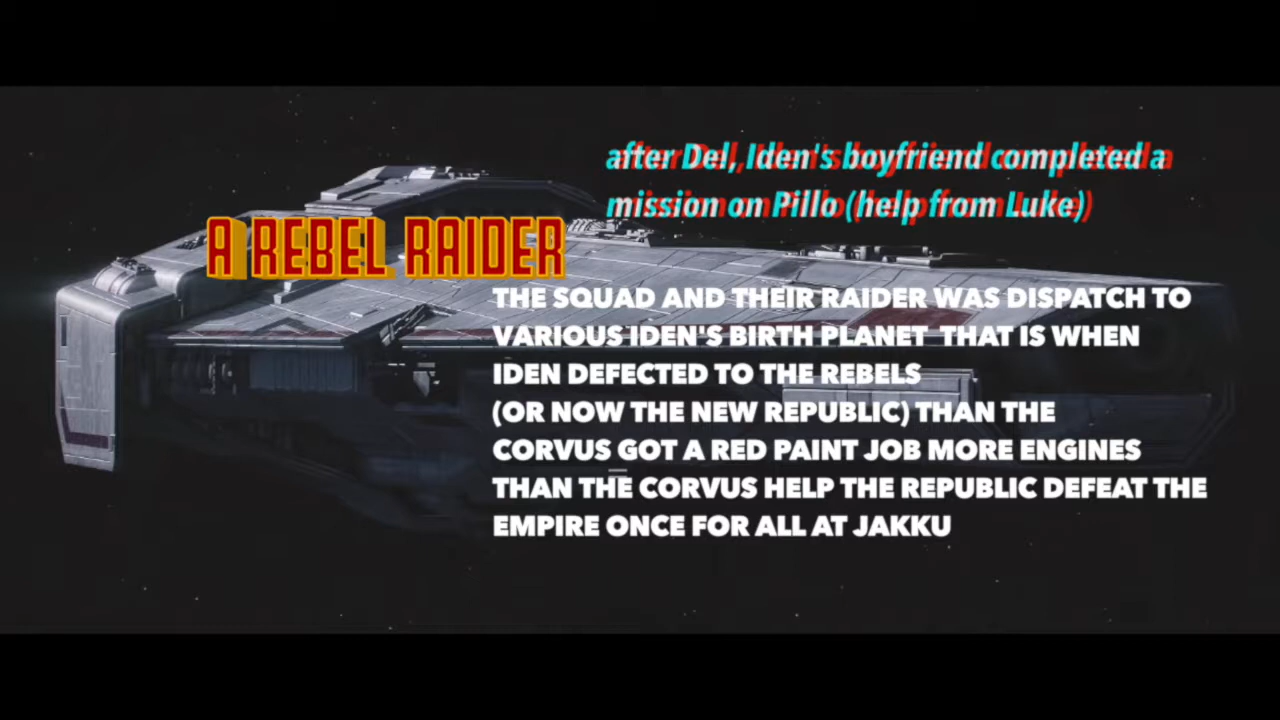 after Del, Iden's boyfriend completed a
mission on Pillo (help from Luke)
A REBEL RAIDER
THE SQUAD AND THEIR RAIDER WAS DISPATCH TO
VARIOUS IDEN'S BIRTH PLANET THAT IS WHEN
IDEN DEFECTED TO THE REBELS
(OR NOW THE NEW REPUBLIC) THAN THE
CORVUS GOT A RED PAINT JOB MORE ENGINES
THAN THE CORVUS HELP THE REPUBLIC DEFEAT THE
EMPIRE ONCE FOR ALL AT JAKKU